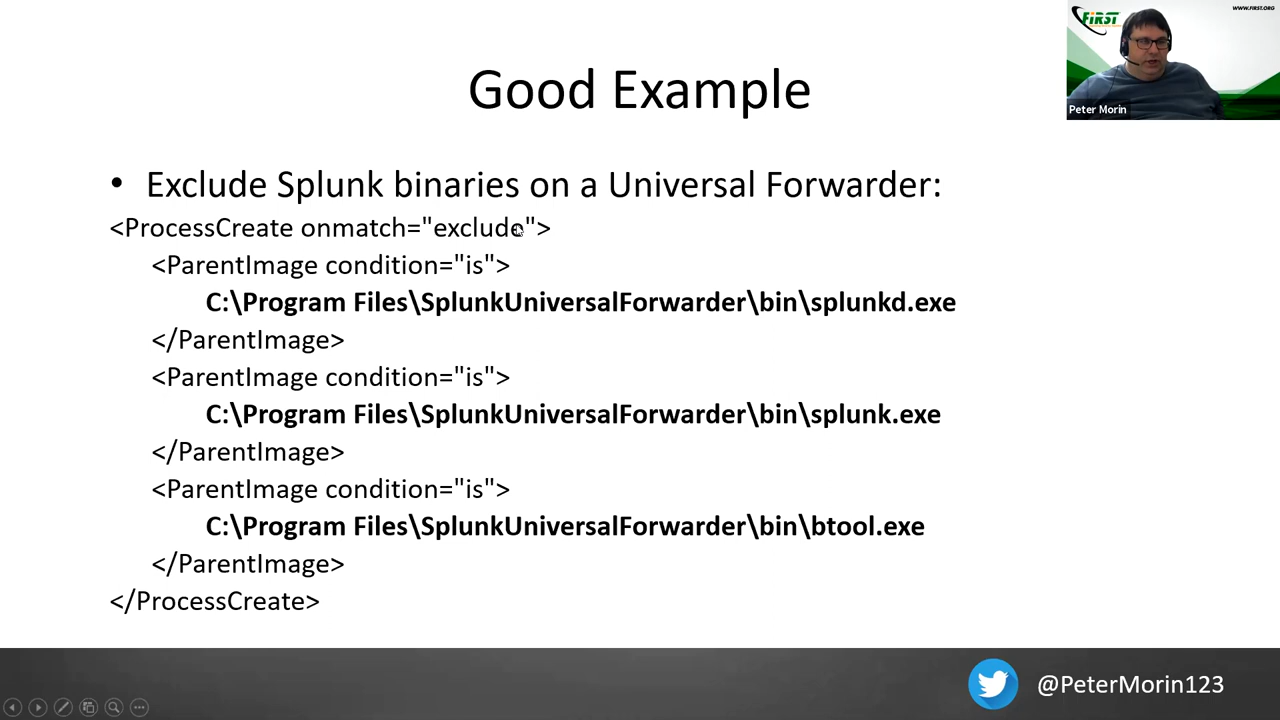 FiRST
WWW.FIRST.ORG
Peter Morin
Good Example
• Exclude Splunk binaries on a Universal Forwarder:
<ProcessCreate onmatch="exclude">
<ParentImage condition="is">
C:\Program Files\SplunkUniversalForwarder\bin\splunkd.exe
</ParentImage>
<ParentImage condition="is">
C:\Program Files\SplunkUniversalForwarder\bin\splunk.exe
</ParentImage>
<ParentImage condition="is">
C:\Program Files\SplunkUniversalForwarder\bin\btool.exe
</ParentImage>
</ProcessCreate>
@PeterMorin123